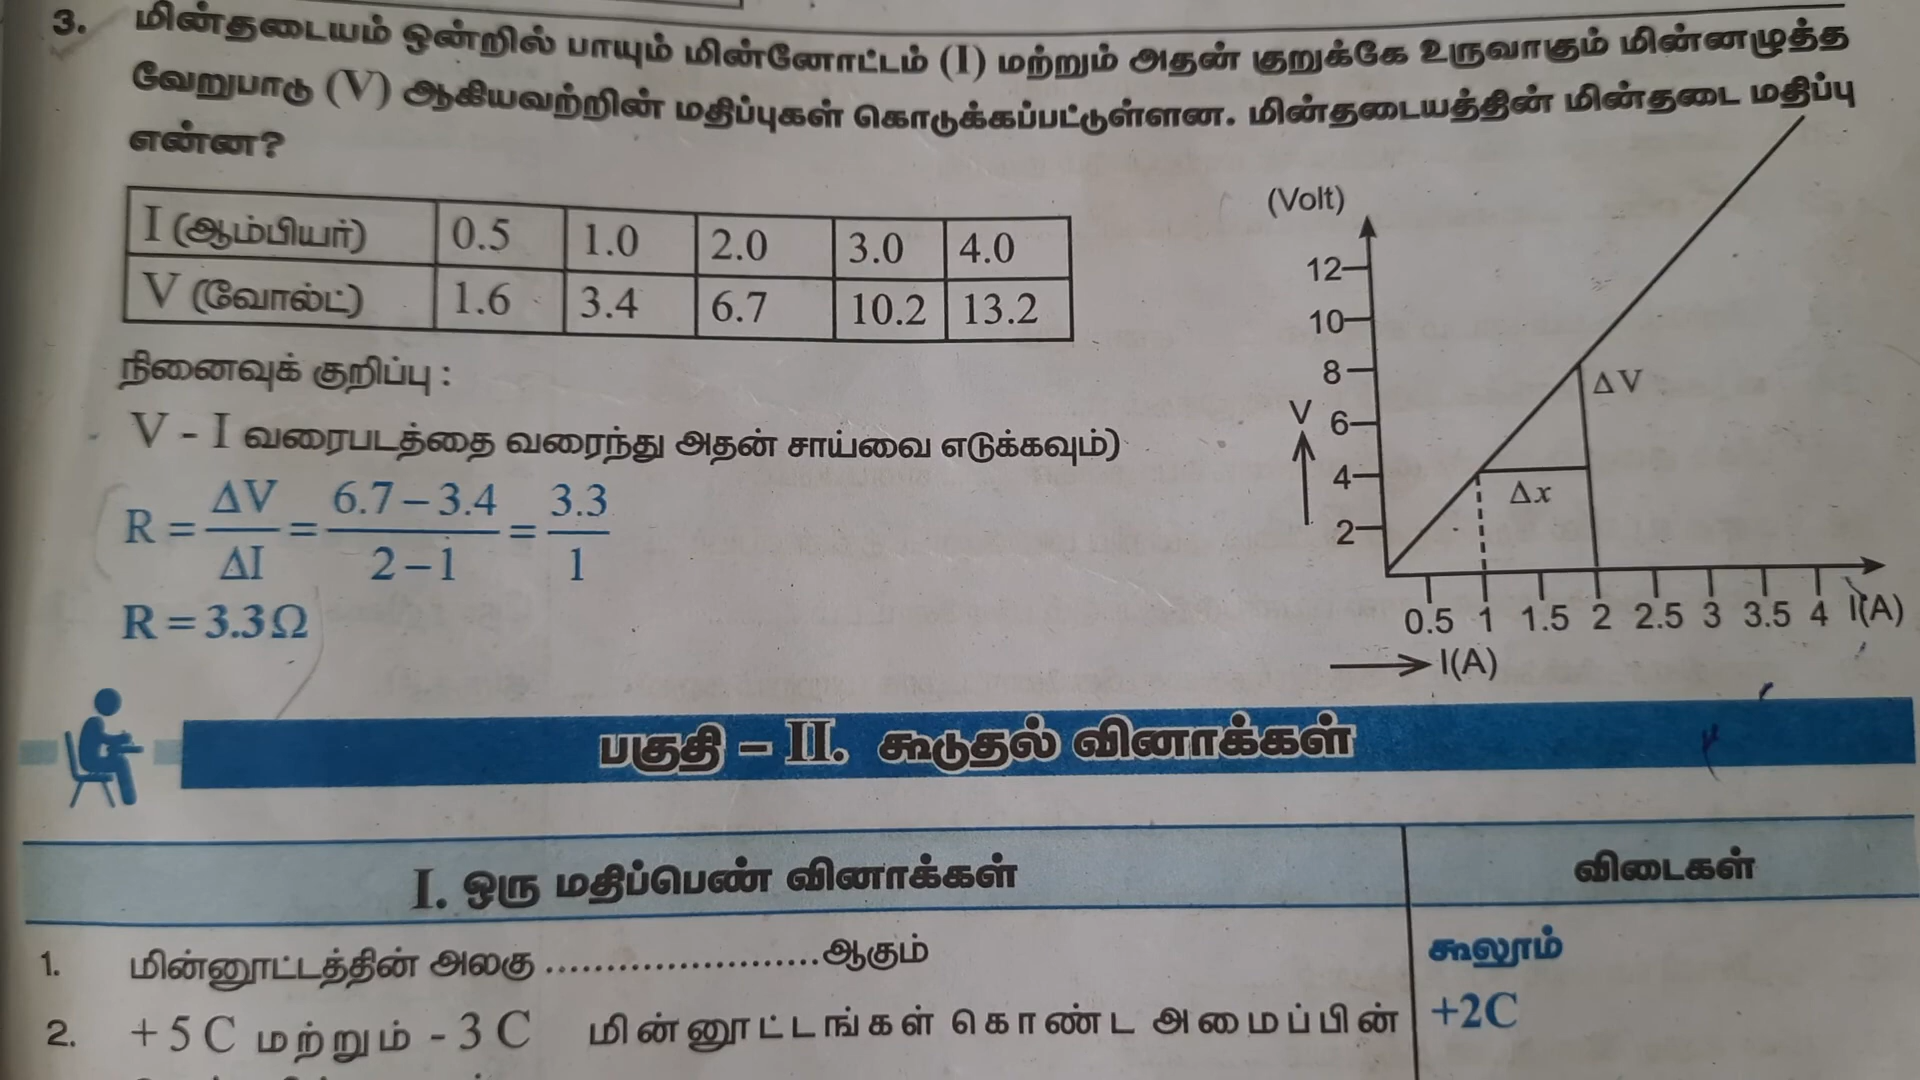 3. மின்தடையம் ஒன்றில் பாயும் மின்னோட்டம் (I) மற்றும் அதன் குறுக்கே உருவாகும் மின்னழுத்த
வேறுபாடு (V) ஆகியவற்றின் மதிப்புகள் கொடுக்கப்பட்டுள்ளன. மின்தடையத்தின் மின்தடை மதிப்பு
என்ன?
I (ஆம்பியர்) 0.5 1.0 2.0 3.0 4.0
V (வோல்ட்) 1.6 3.4 6.7 10.2 13.2
நினைவுக் குறிப்பு :
V - I வரைபடத்தை வரைந்து அதன் சாய்வை எடுக்கவும்)
R = ΔV/ΔI = (6.7 – 3.4)/(2 – 1) = 3.3/1
R = 3.3Ω
(Volt)
12
10
8
6
4
2
V
ΔV
Δx
0.5 1 1.5 2 2.5 3 3.5 4 I(A)
I(A)
பகுதி – II. கூடுதல் வினாக்கள்
I. ஒரு மதிப்பெண் வினாக்கள் விடைகள்
1. மின்னூட்டத்தின் அலகு ......................ஆகும் கூலூம்
2. +5 C மற்றும் - 3 C மின்னூட்டங்கள் கொண்ட அமைப்பின் +2C